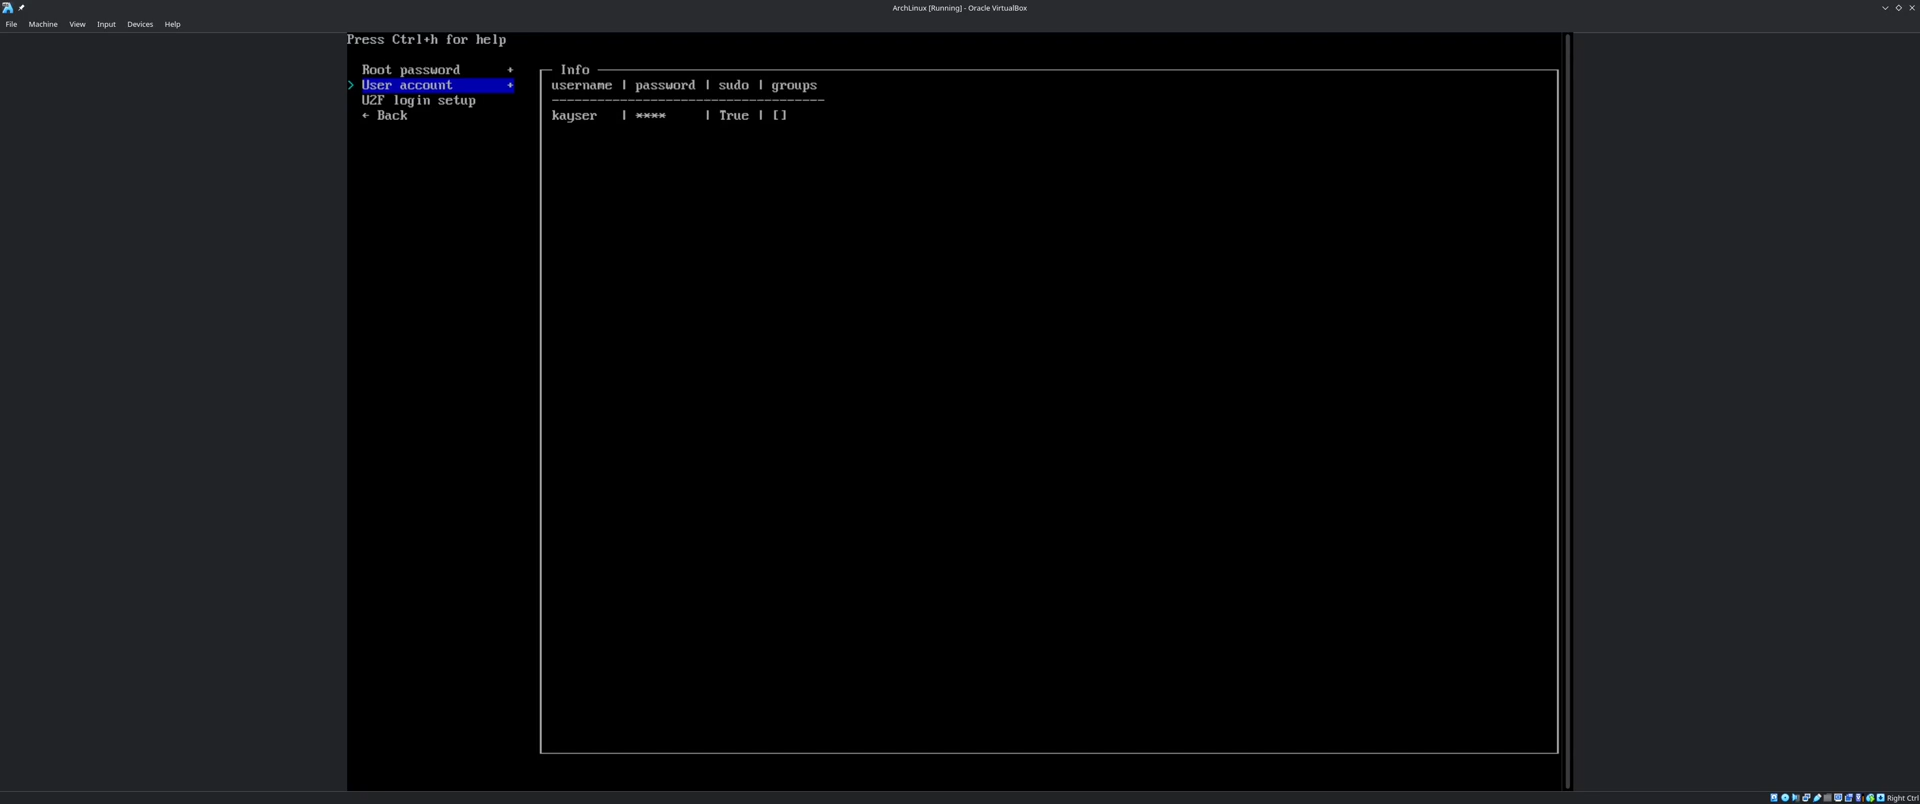 ArchLinux [Running] - Oracle VirtualBox
File Machine View Input Devices Help
Press Ctrl+h for help
Root password +
> User account +
U2F login setup
← Back
Info
username | password | sudo | groups
------------------------------------
kayser | **** | True | []
Right Ctrl